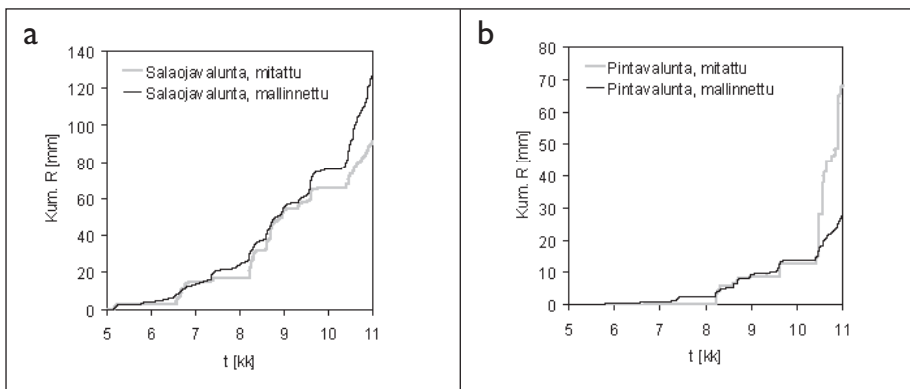 a
140
120
100
80
60
40
20
0
Kum. R [mm]
Salaojavalunta, mitattu
Salaojavalunta, mallinnettu
5 6 7 8 9 10 11
t [kk]
b
80
70
60
50
40
30
20
10
0
Kum. R [mm]
Pintavalunta, mitattu
Pintavalunta, mallinnettu
5 6 7 8 9 10 11
t [kk]